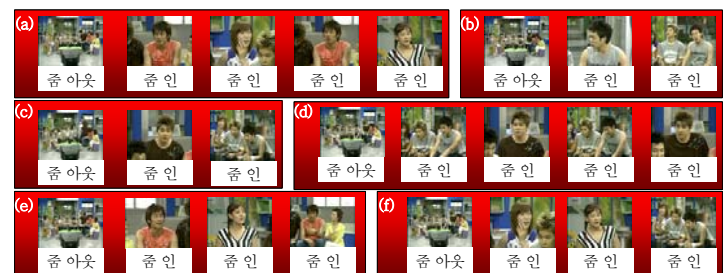 (a) 줌 아웃 줌 인 줌 인 줌 인 줌 인
(b) 줌 아웃 줌 인 줌 인
(c) 줌 아웃 줌 인 줌 인
(d) 줌 아웃 줌 인 줌 인 줌 인 줌 인
(e) 줌 아웃 줌 인 줌 인 줌 인
(f) 줌 아웃 줌 인 줌 인 줌 인